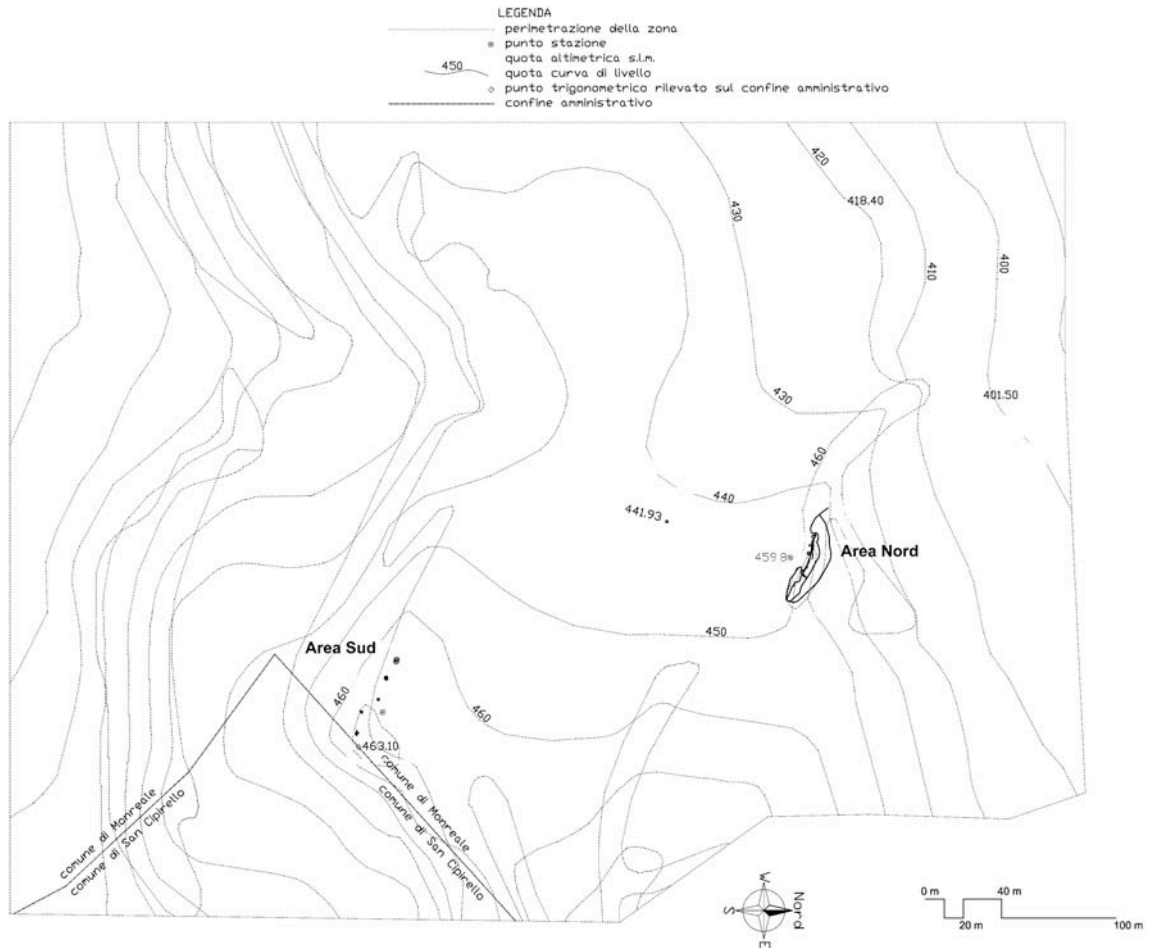 LEGENDA
perimetrazione della zona
punto stazione
quota altimetrica s.l.m.
450
quota curva di livello
punto trigonometrico rilevato sul confine amministrativo
confine amministrativo
420
418.40
430
410
400
430
401.50
460
440
441.93
459.8
Area Nord
450
Area Sud
460
460
463.10
comune di Monreale
comune di San Cipirello
comune di Monreale
comune di San Cipirello
W
S
Nord
E
0 m
40 m
20 m
100 m